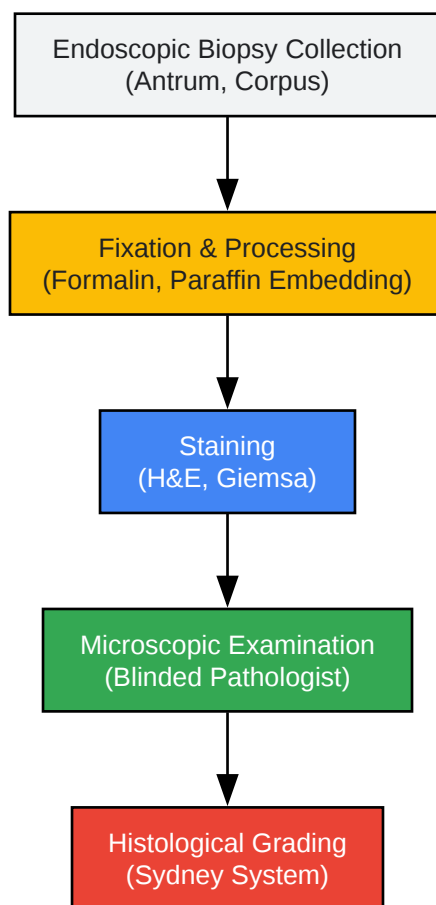 Endoscopic Biopsy Collection
(Antrum, Corpus)
Fixation & Processing
(Formalin, Paraffin Embedding)
Staining
(H&E, Giemsa)
Microscopic Examination
(Blinded Pathologist)
Histological Grading
(Sydney System)